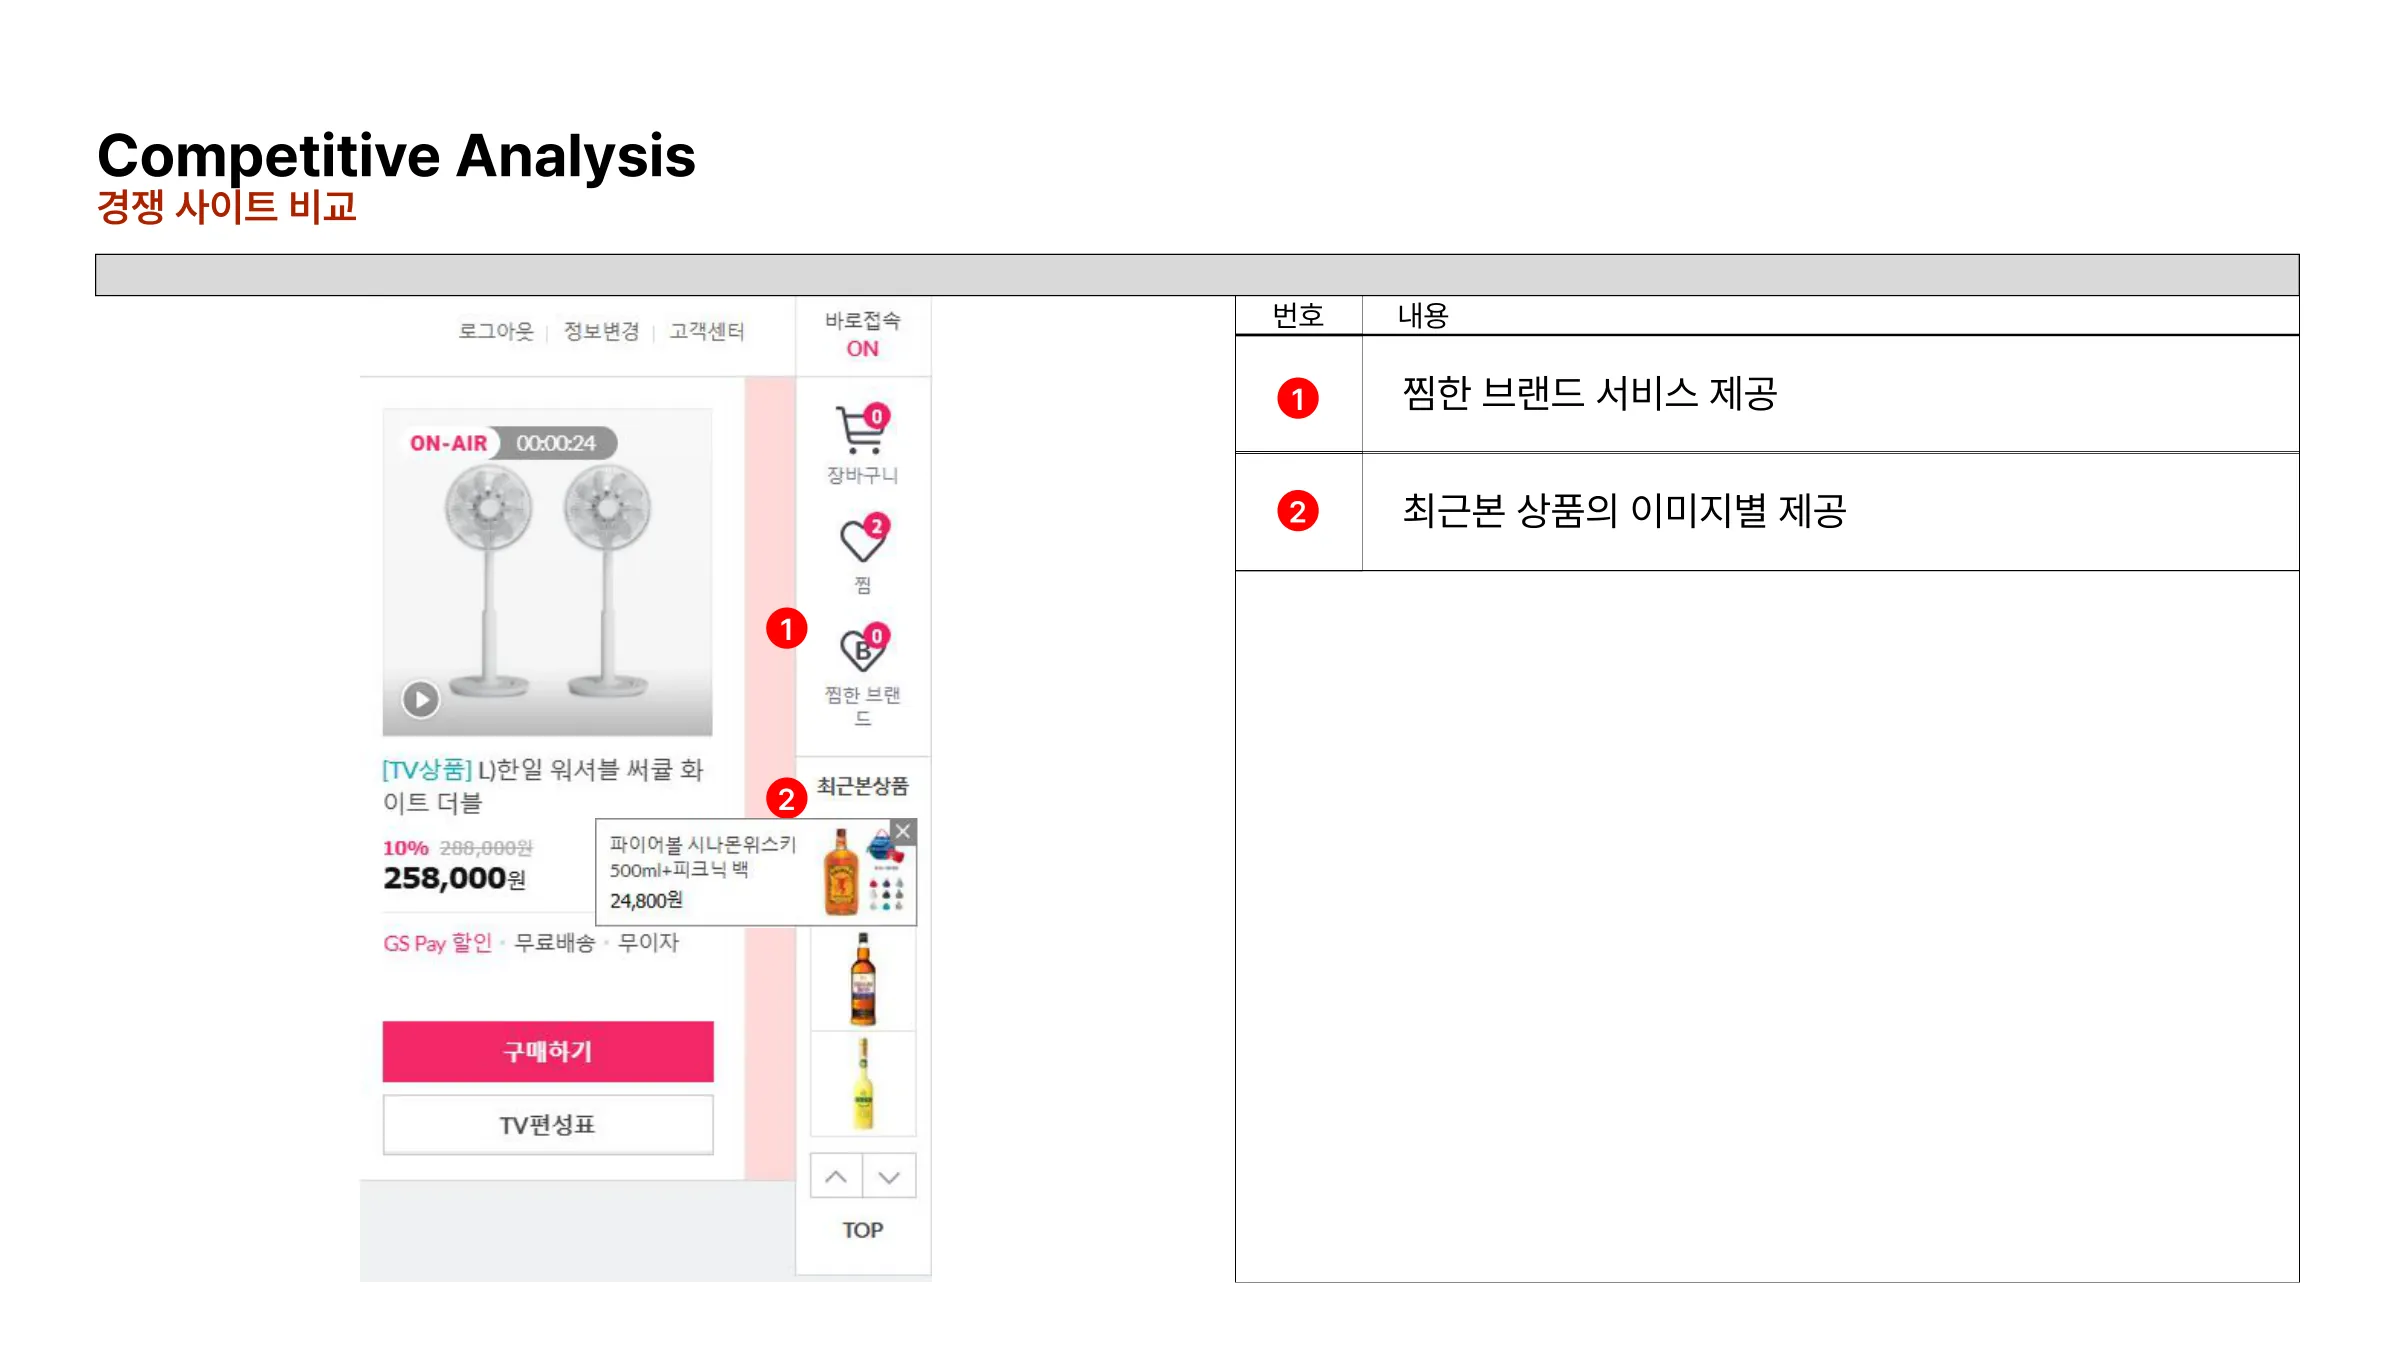 Competitive Analysis
경쟁 사이트 비교
로그아웃 | 정보변경 | 고객센터
바로접속
ON
ON-AIR 00:00:24
0
장바구니
2
찜
1
B 0
찜한 브랜
드
[TV상품] L)한일 워셔블 써큘 화
이트 더블
10% 288,000원
258,000원
GS Pay 할인 · 무료배송 · 무이자
구매하기
TV편성표
2
최근본상품
파이어볼 시나몬위스키
500ml+피크닉 백
24,800원
TOP
번호 내용
1 찜한 브랜드 서비스 제공
2 최근본 상품의 이미지별 제공